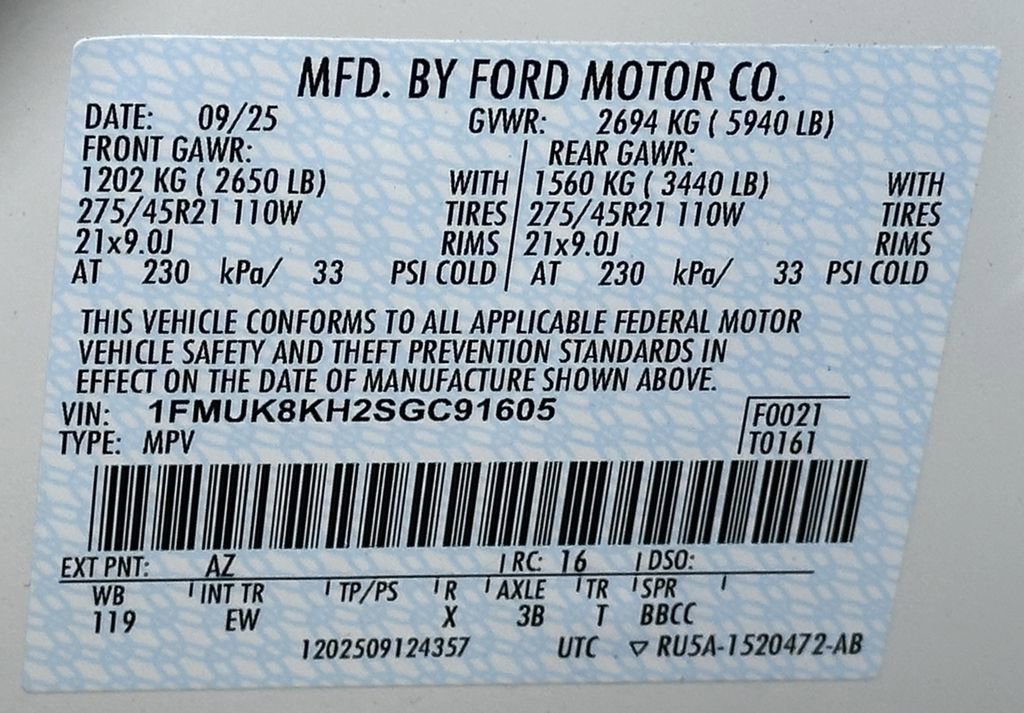 MFD. BY FORD MOTOR CO.
DATE: 09/25 GVWR: 2694 KG ( 5940 LB)
FRONT GAWR: REAR GAWR:
1202 KG ( 2650 LB) WITH 1560 KG ( 3440 LB) WITH
275/45R21 110W TIRES 275/45R21 110W TIRES
21x9.0J RIMS 21x9.0J RIMS
AT 230 kPa/ 33 PSI COLD AT 230 kPa/ 33 PSI COLD
THIS VEHICLE CONFORMS TO ALL APPLICABLE FEDERAL MOTOR
VEHICLE SAFETY AND THEFT PREVENTION STANDARDS IN
EFFECT ON THE DATE OF MANUFACTURE SHOWN ABOVE.
VIN: 1FMUK8KH2SGC91605 F0021
TYPE: MPV T0161
EXT PNT: AZ RC: 16 DSO:
WB INT TR TP/PS R AXLE TR SPR
119 EW X 3B T BBCC
1202509124357 UTC ▽ RU5A-1520472-AB